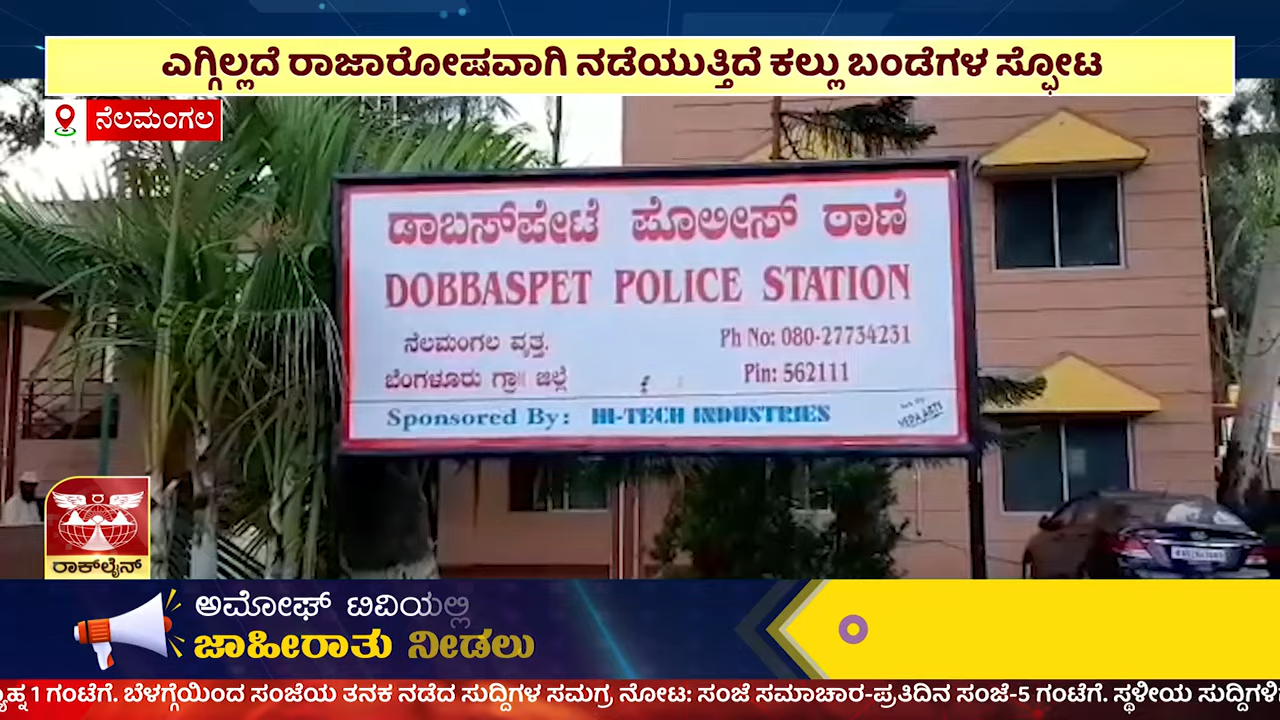 ಎಗ್ಗಿಲ್ಲದೆ ರಾಜಾರೋಷವಾಗಿ ನಡೆಯುತ್ತಿದೆ ಕಲ್ಲು ಬಂಡೆಗಳ ಸ್ಫೋಟ
ನೆಲಮಂಗಲ
ಡಾಬಸ್‌ಪೇಟೆ ಪೊಲೀಸ್ ಠಾಣೆ
DOBBASPET POLICE STATION
ನೆಲಮಂಗಲ ವೃತ್ತ.
Ph No: 080-27734231
ಬೆಂಗಳೂರು ಗ್ರಾ|| ಜಿಲ್ಲೆ
Pin: 562111
Sponsored By: HI-TECH INDUSTRIES
ರಾಕ್‌ಲೈನ್
ಅಮೋಘ್ ಟಿವಿಯಲ್ಲಿ
ಜಾಹೀರಾತು ನೀಡಲು
1 ಗಂಟೆಗೆ. ಬೆಳಗ್ಗೆಯಿಂದ ಸಂಜೆಯ ತನಕ ನಡೆದ ಸುದ್ದಿಗಳ ಸಮಗ್ರ ನೋಟ: ಸಂಜೆ ಸಮಾಚಾರ-ಪ್ರತಿದಿನ ಸಂಜೆ-5 ಗಂಟೆಗೆ. ಸ್ಥಳೀಯ